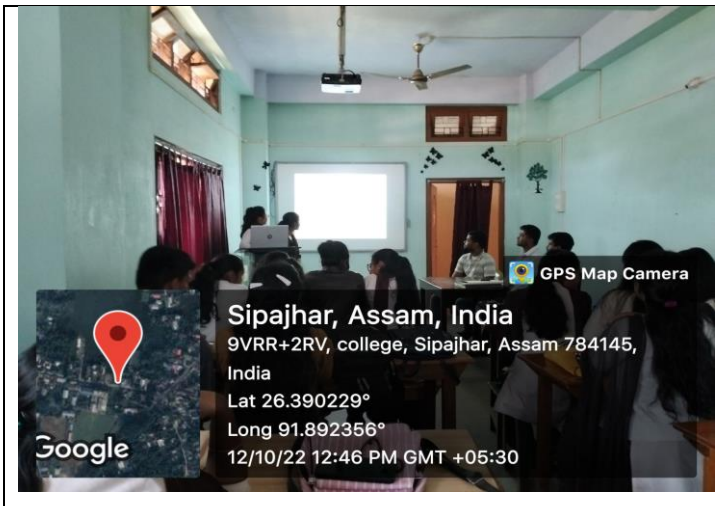 GPS Map Camera
Sipajhar, Assam, India
9VRR+2RV, college, Sipajhar, Assam 784145,
India
Lat 26.390229°
Long 91.892356°
12/10/22 12:46 PM GMT +05:30
Google